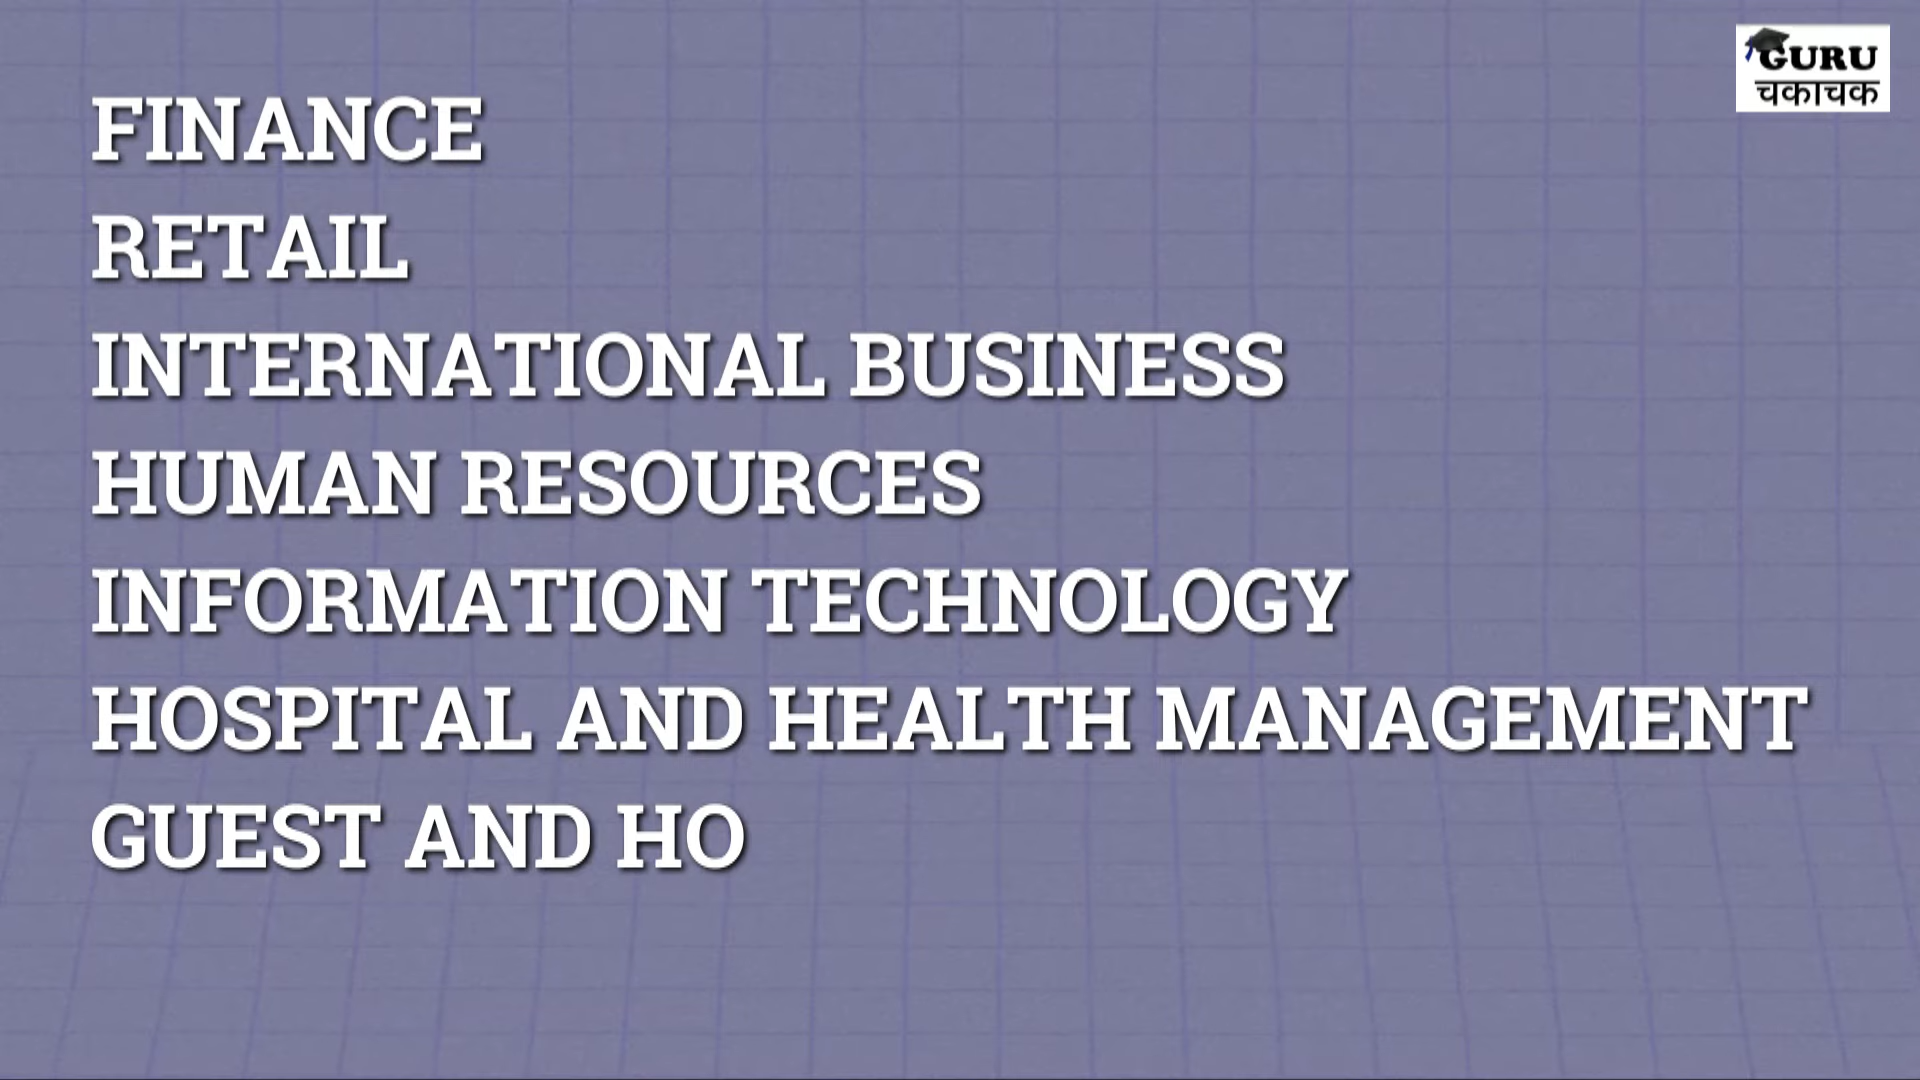 GURU
चकाचक
FINANCE
RETAIL
INTERNATIONAL BUSINESS
HUMAN RESOURCES
INFORMATION TECHNOLOGY
HOSPITAL AND HEALTH MANAGEMENT
GUEST AND HO